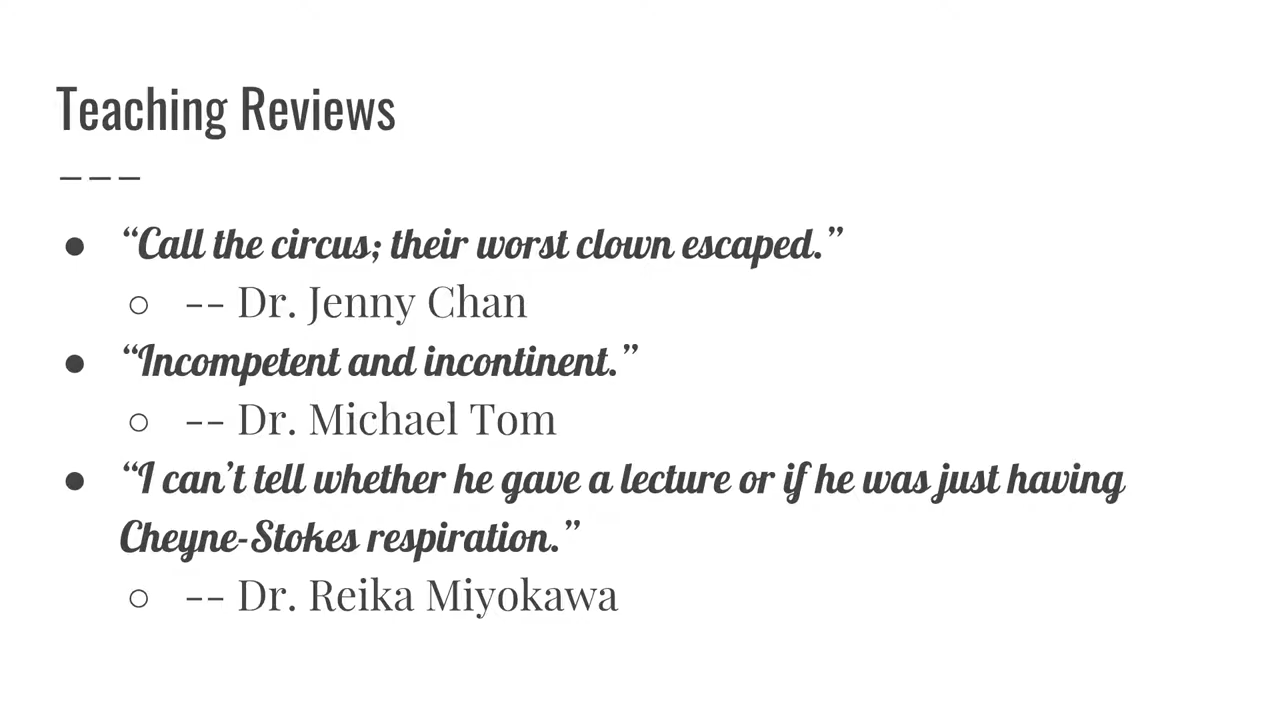 Teaching Reviews
---
● “Call the circus; their worst clown escaped.”
○ -- Dr. Jenny Chan
● “Incompetent and incontinent.”
○ -- Dr. Michael Tom
● “I can’t tell whether he gave a lecture or if he was just having
Cheyne-Stokes respiration.”
○ -- Dr. Reika Miyokawa